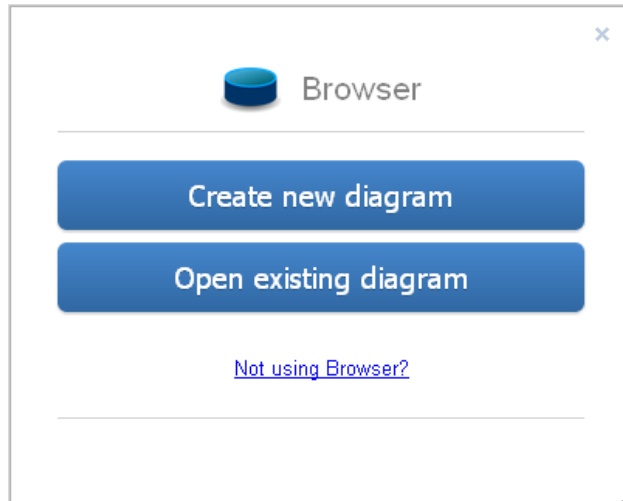 Browser
Create new diagram
Open existing diagram
Not using Browser?